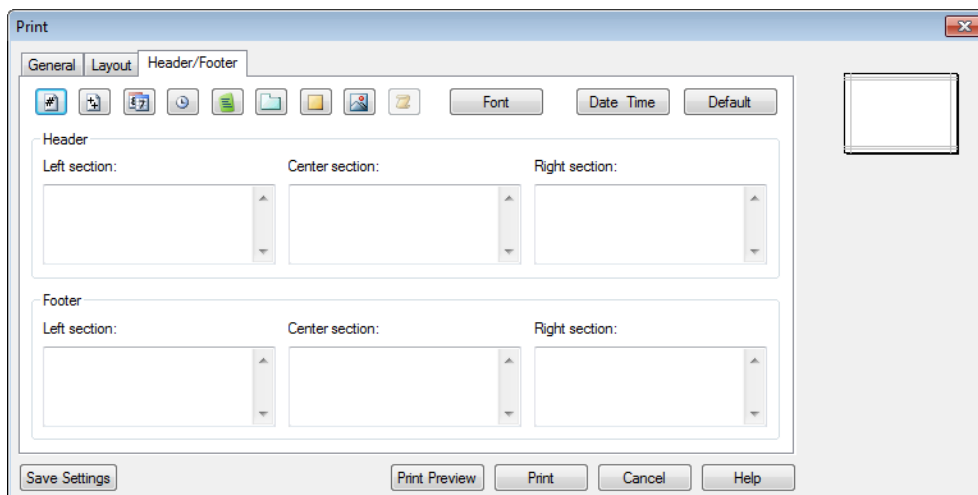 Print
General Layout Header/Footer
# 7 Font Date Time Default
Header
Left section: Center section: Right section:
Footer
Left section: Center section: Right section:
Save Settings Print Preview Print Cancel Help